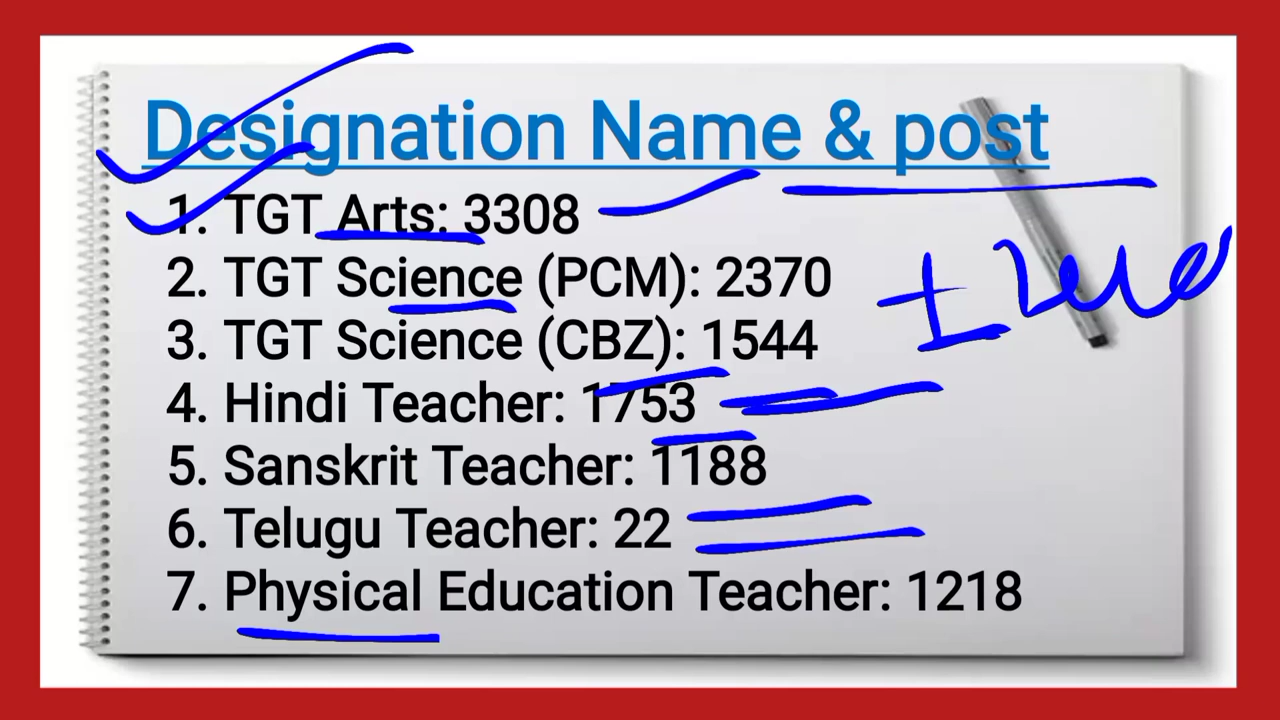 Designation Name & post
1. TGT Arts: 3308
2. TGT Science (PCM): 2370
3. TGT Science (CBZ): 1544
4. Hindi Teacher: 1753
5. Sanskrit Teacher: 1188
6. Telugu Teacher: 22
7. Physical Education Teacher: 1218